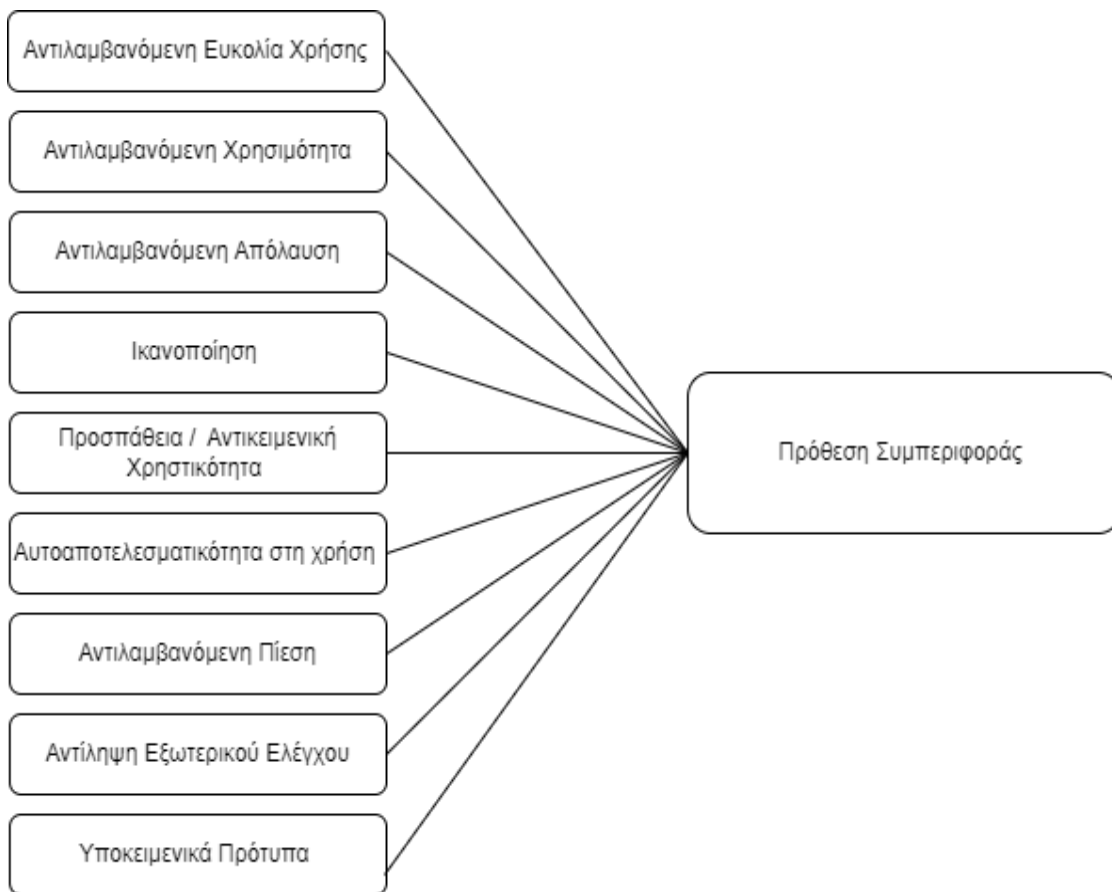 Αντιλαμβανόμενη Ευκολία Χρήσης
Αντιλαμβανόμενη Χρησιμότητα
Αντιλαμβανόμενη Απόλαυση
Ικανοποίηση
Προσπάθεια / Αντικειμενική
Χρηστικότητα
Αυτοαποτελεσματικότητα στη χρήση
Αντιλαμβανόμενη Πίεση
Αντίληψη Εξωτερικού Ελέγχου
Υποκειμενικά Πρότυπα
Πρόθεση Συμπεριφοράς